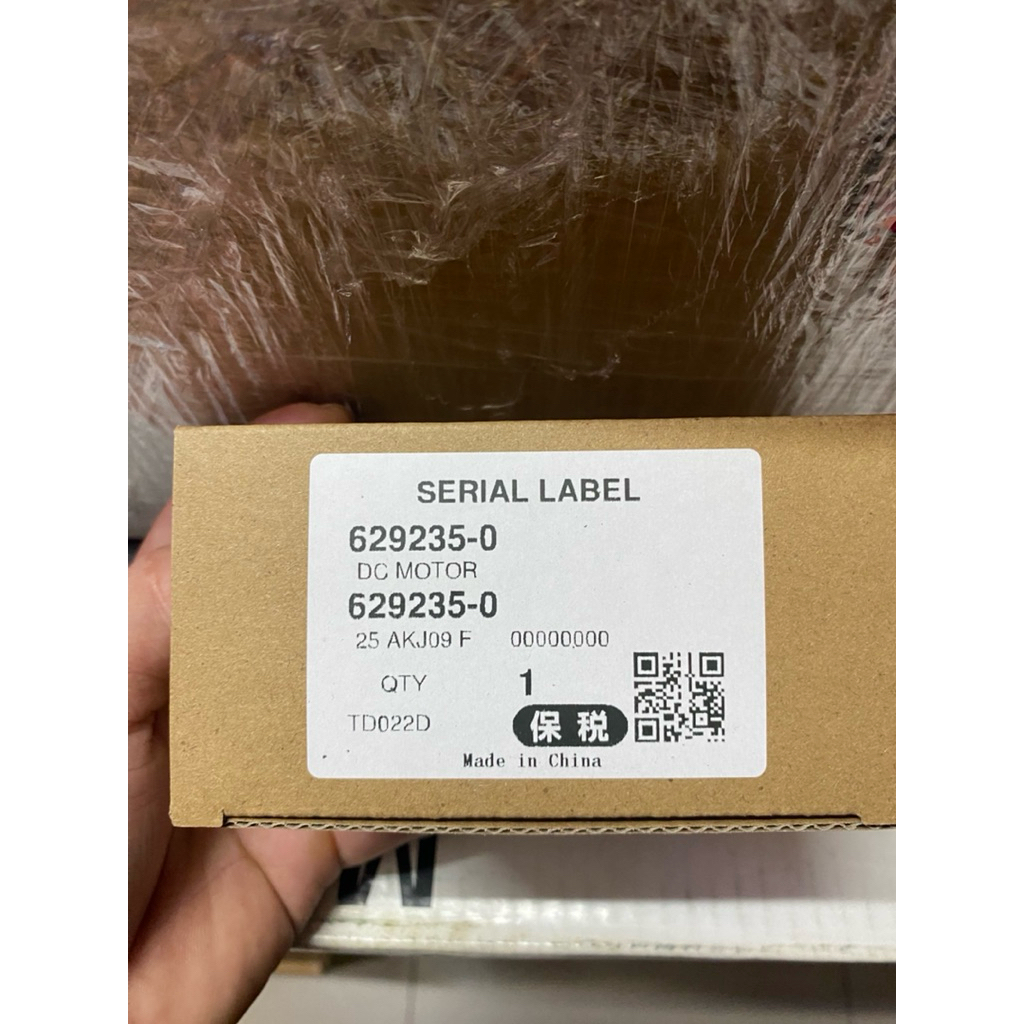 SERIAL LABEL
629235-0
DC MOTOR
629235-0
25 AKJ09 F 00000000
QTY 1
TD022D 保税
Made in China